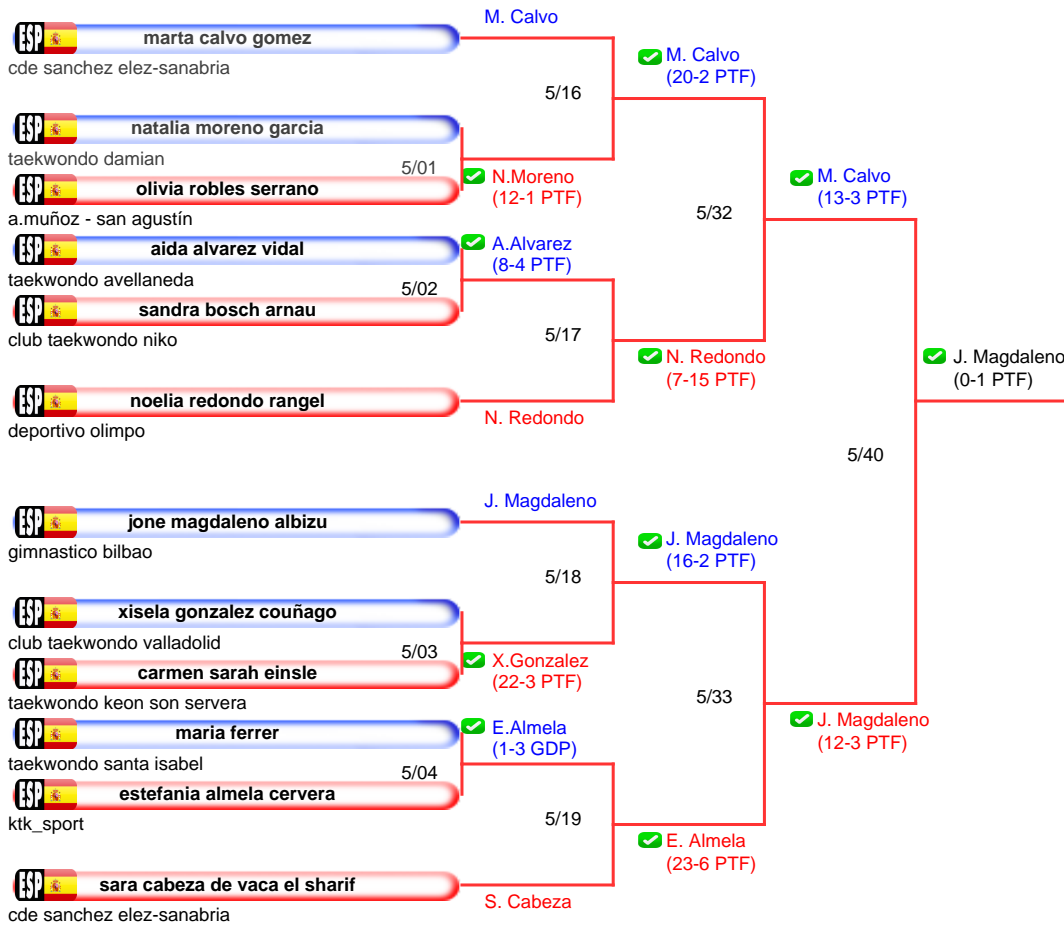 M. Calvo
ESP marta calvo gomez
cde sanchez elez-sanabria
M. Calvo
(20-2 PTF)
5/16
ESP natalia moreno garcia
taekwondo damian
5/01
ESP olivia robles serrano
a.muñoz - san agustín
N.Moreno
(12-1 PTF)
M. Calvo
(13-3 PTF)
5/32
ESP aida alvarez vidal
taekwondo avellaneda
A.Alvarez
(8-4 PTF)
5/02
ESP sandra bosch arnau
club taekwondo niko
5/17
N. Redondo
(7-15 PTF)
J. Magdaleno
(0-1 PTF)
ESP noelia redondo rangel
deportivo olimpo
N. Redondo
5/40
J. Magdaleno
ESP jone magdaleno albizu
gimnastico bilbao
J. Magdaleno
(16-2 PTF)
5/18
ESP xisela gonzalez couñago
club taekwondo valladolid
5/03
ESP carmen sarah einsle
taekwondo keon son servera
X.Gonzalez
(22-3 PTF)
5/33
J. Magdaleno
(12-3 PTF)
ESP maria ferrer
taekwondo santa isabel
E.Almela
(1-3 GDP)
5/04
ESP estefania almela cervera
ktk_sport
5/19
E. Almela
(23-6 PTF)
ESP sara cabeza de vaca el sharif
cde sanchez elez-sanabria
S. Cabeza